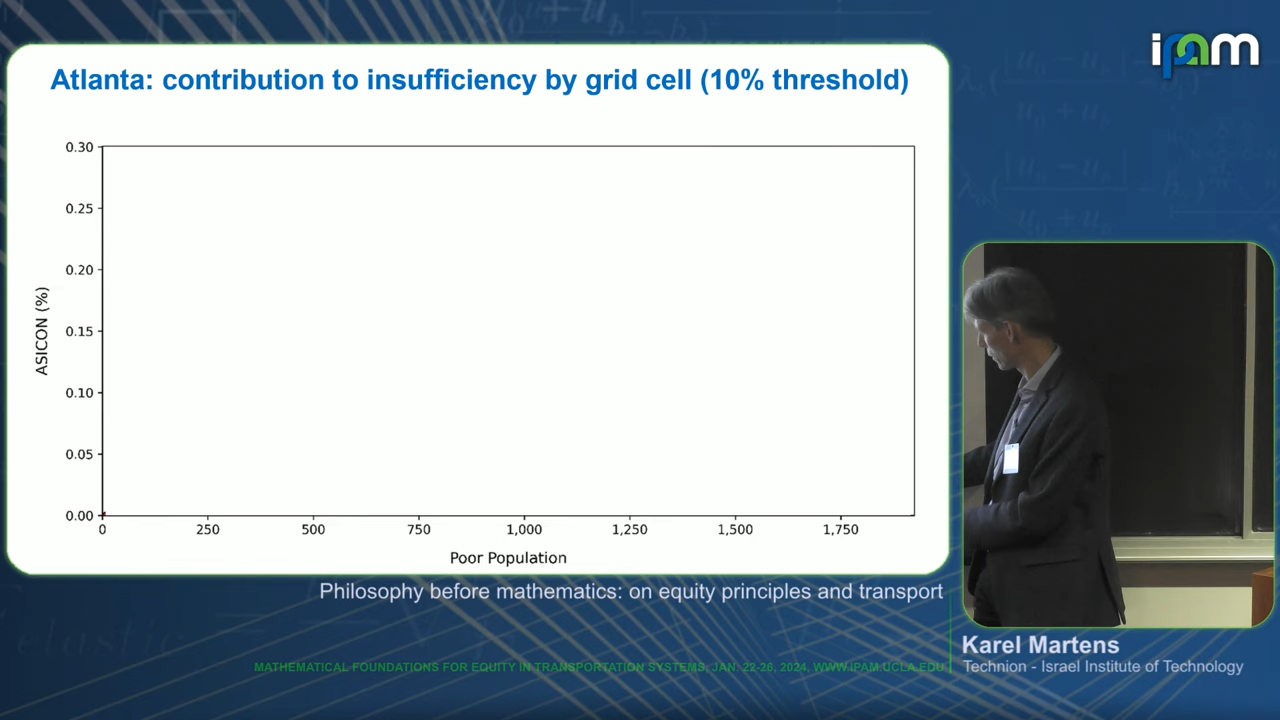 ipam
Atlanta: contribution to insufficiency by grid cell (10% threshold)
0.30
0.25
0.20
0.15
0.10
0.05
0.00
ASICON (%)
0 250 500 750 1,000 1,250 1,500 1,750
Poor Population
Philosophy before mathematics: on equity principles and transport
Karel Martens
MATHEMATICAL FOUNDATIONS FOR EQUITY IN TRANSPORTATION SYSTEMS, JAN. 22-26, 2024, WWW.IPAM.UCLA.EDU
Technion - Israel Institute of Technology
elastic